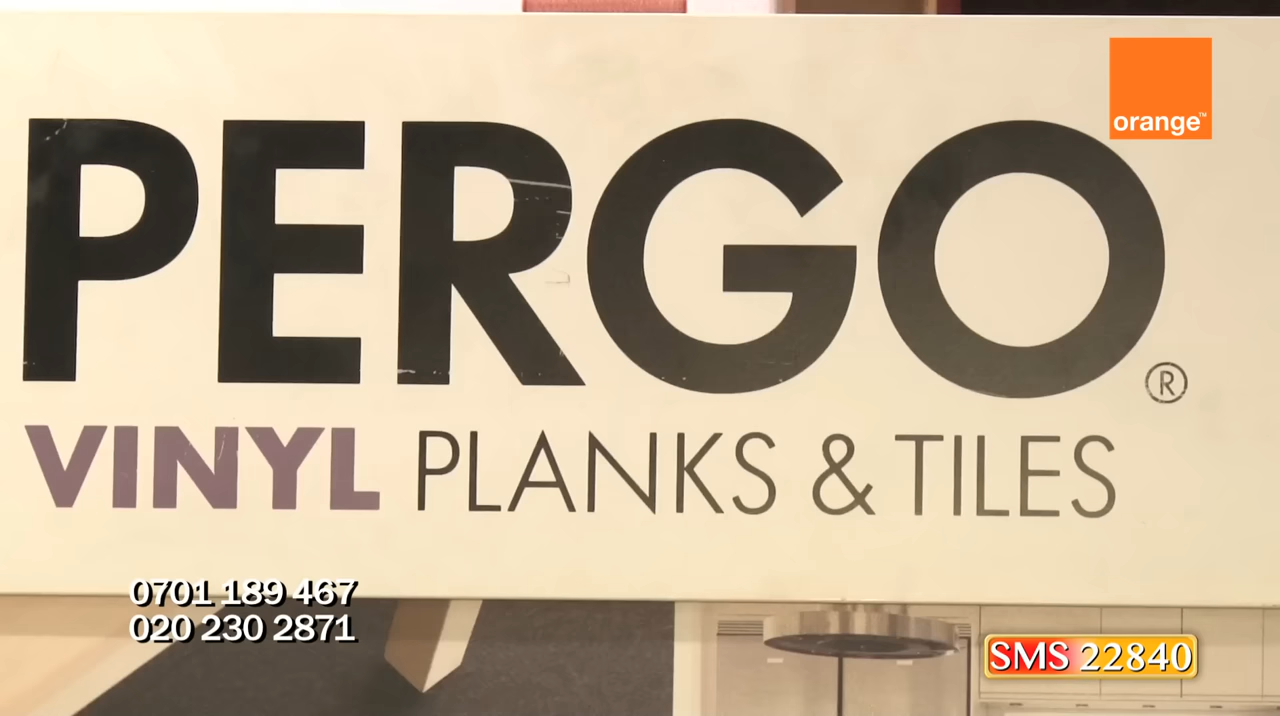 orange™
PERGO®
VINYL PLANKS & TILES
0701 189 467
020 230 2871
SMS 22840